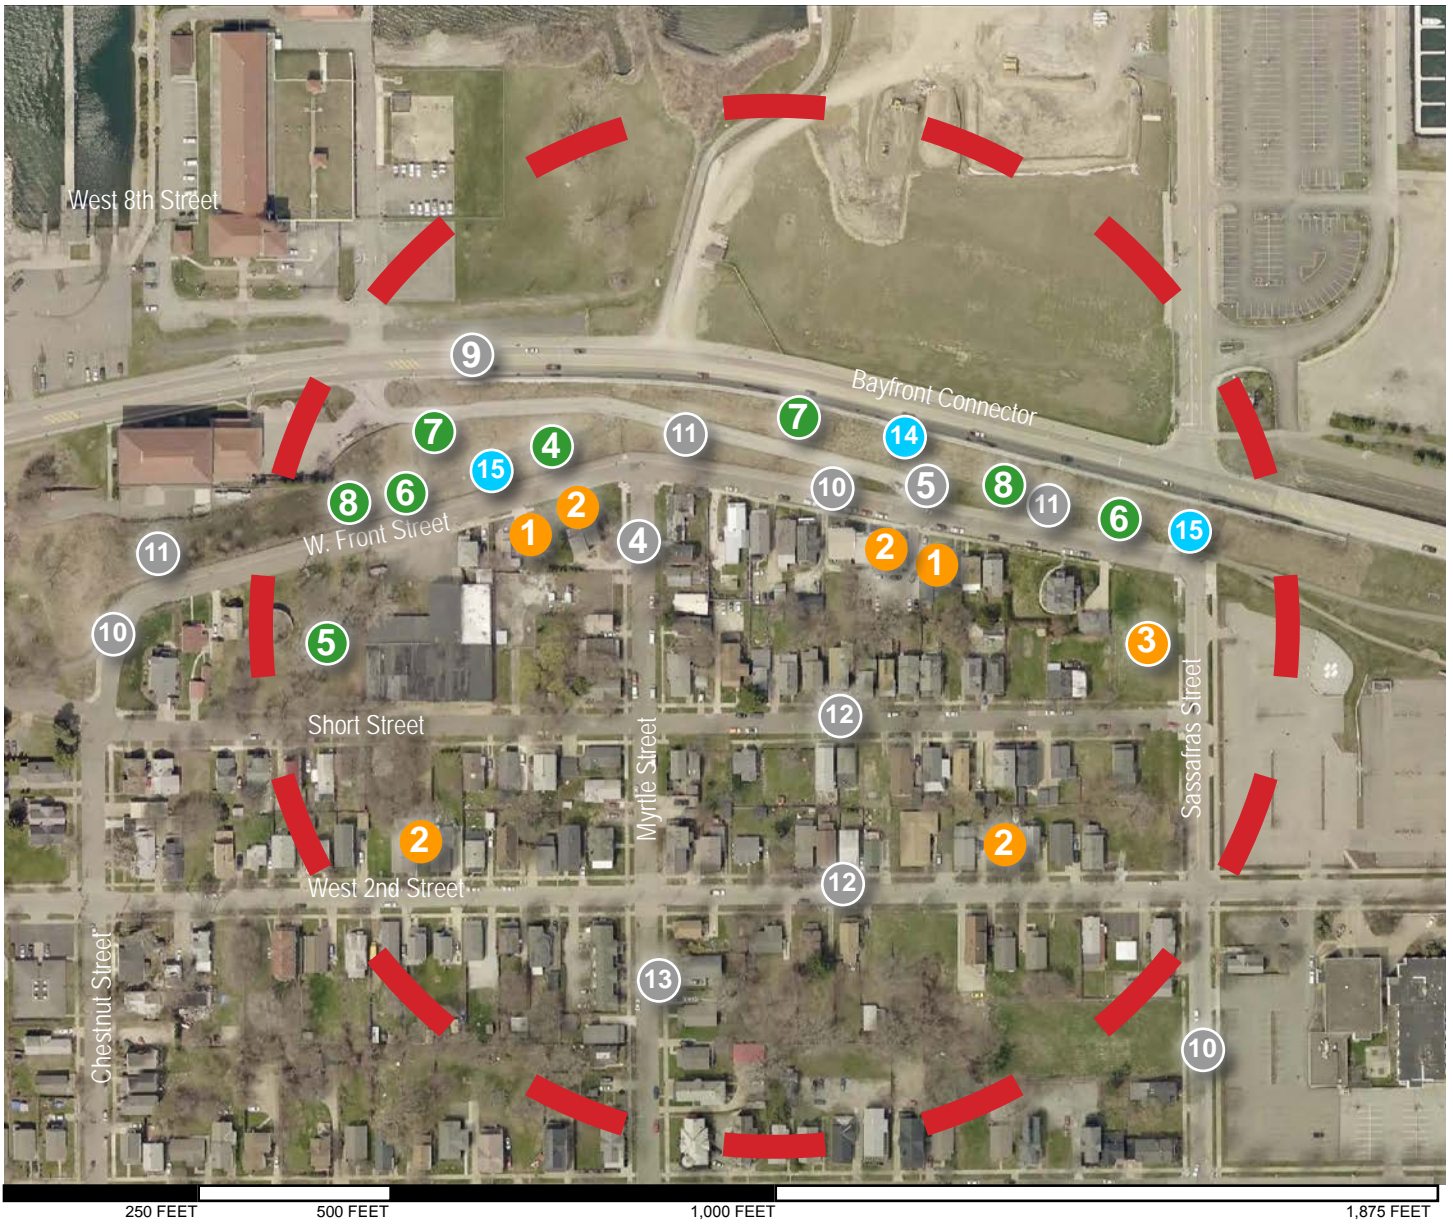 West 8th Street
9
Bayfront Connector
7
7
11
14
4
15
8
6
10
5
8
11
6
15
2
1
W. Front Street
4
2
1
11
10
5
3
Short Street
12
Myrtle Street
Sassafras Street
2
2
West 2nd Street
12
Chestnut Street
13
10
250 FEET
500 FEET
1,000 FEET
1,875 FEET